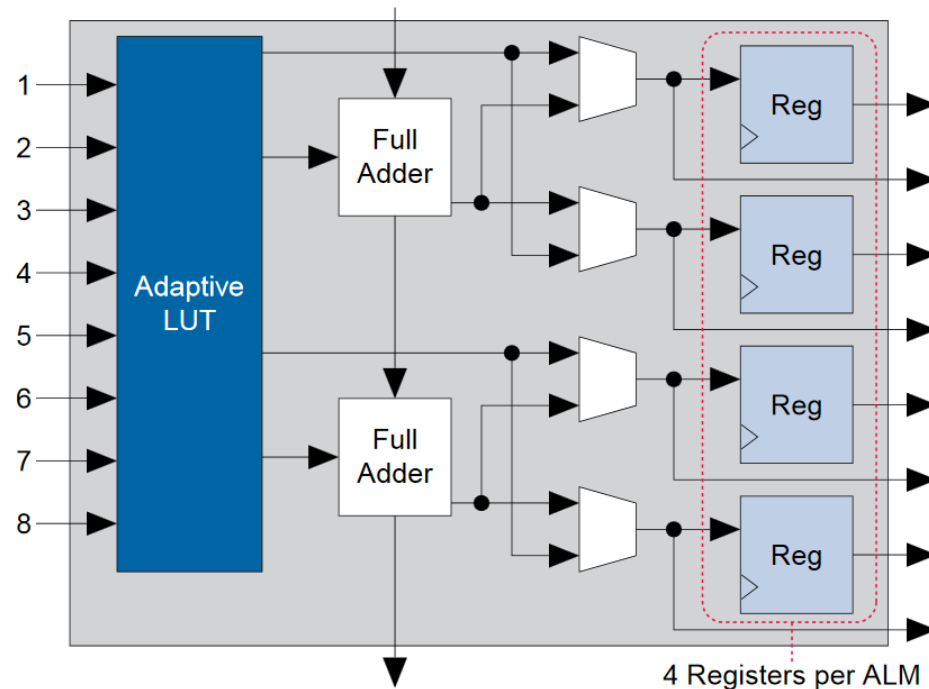 1
2
3
4
5
6
7
8
Adaptive
LUT
Full
Adder
Full
Adder
Reg
Reg
Reg
Reg
4 Registers per ALM